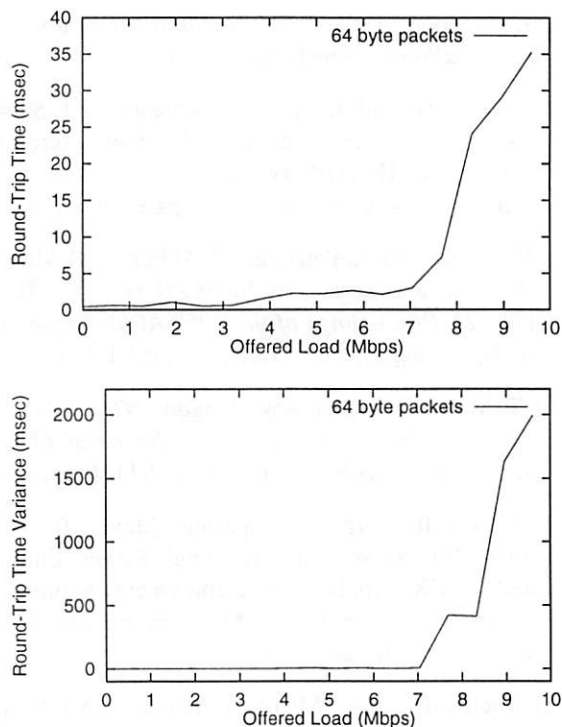 40
64 byte packets
35
30
25
20
15
10
5
0
Round-Trip Time (msec)
0 1 2 3 4 5 6 7 8 9 10
Offered Load (Mbps)
64 byte packets
2000
1500
1000
500
0
Round-Trip Time Variance (msec)
0 1 2 3 4 5 6 7 8 9 10
Offered Load (Mbps)